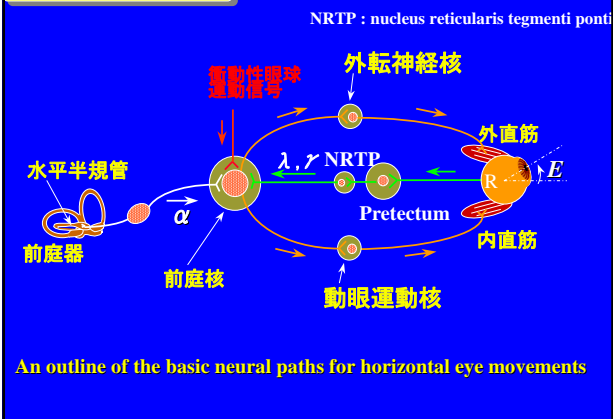 NRTP : nucleus reticularis tegmenti ponti
衝動性眼球
運動信号
外転神経核
外直筋
水平半規管
λ , γ NRTP
R
E
α
Pretectum
前庭器
前庭核
内直筋
動眼運動核
An outline of the basic neural paths for horizontal eye movements